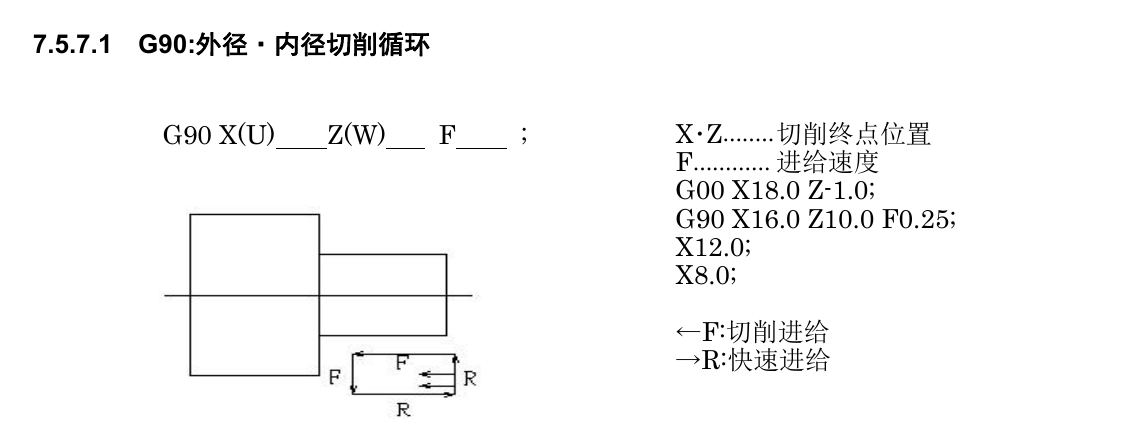 7.5.7.1 G90:外径·内径切削循环
G90 X(U)____Z(W)___ F____ ;
X·Z........切削终点位置
F............进给速度
G00 X18.0 Z-1.0;
G90 X16.0 Z10.0 F0.25;
X12.0;
X8.0;
←F:切削进给
→R:快速进给
F
F
R
R